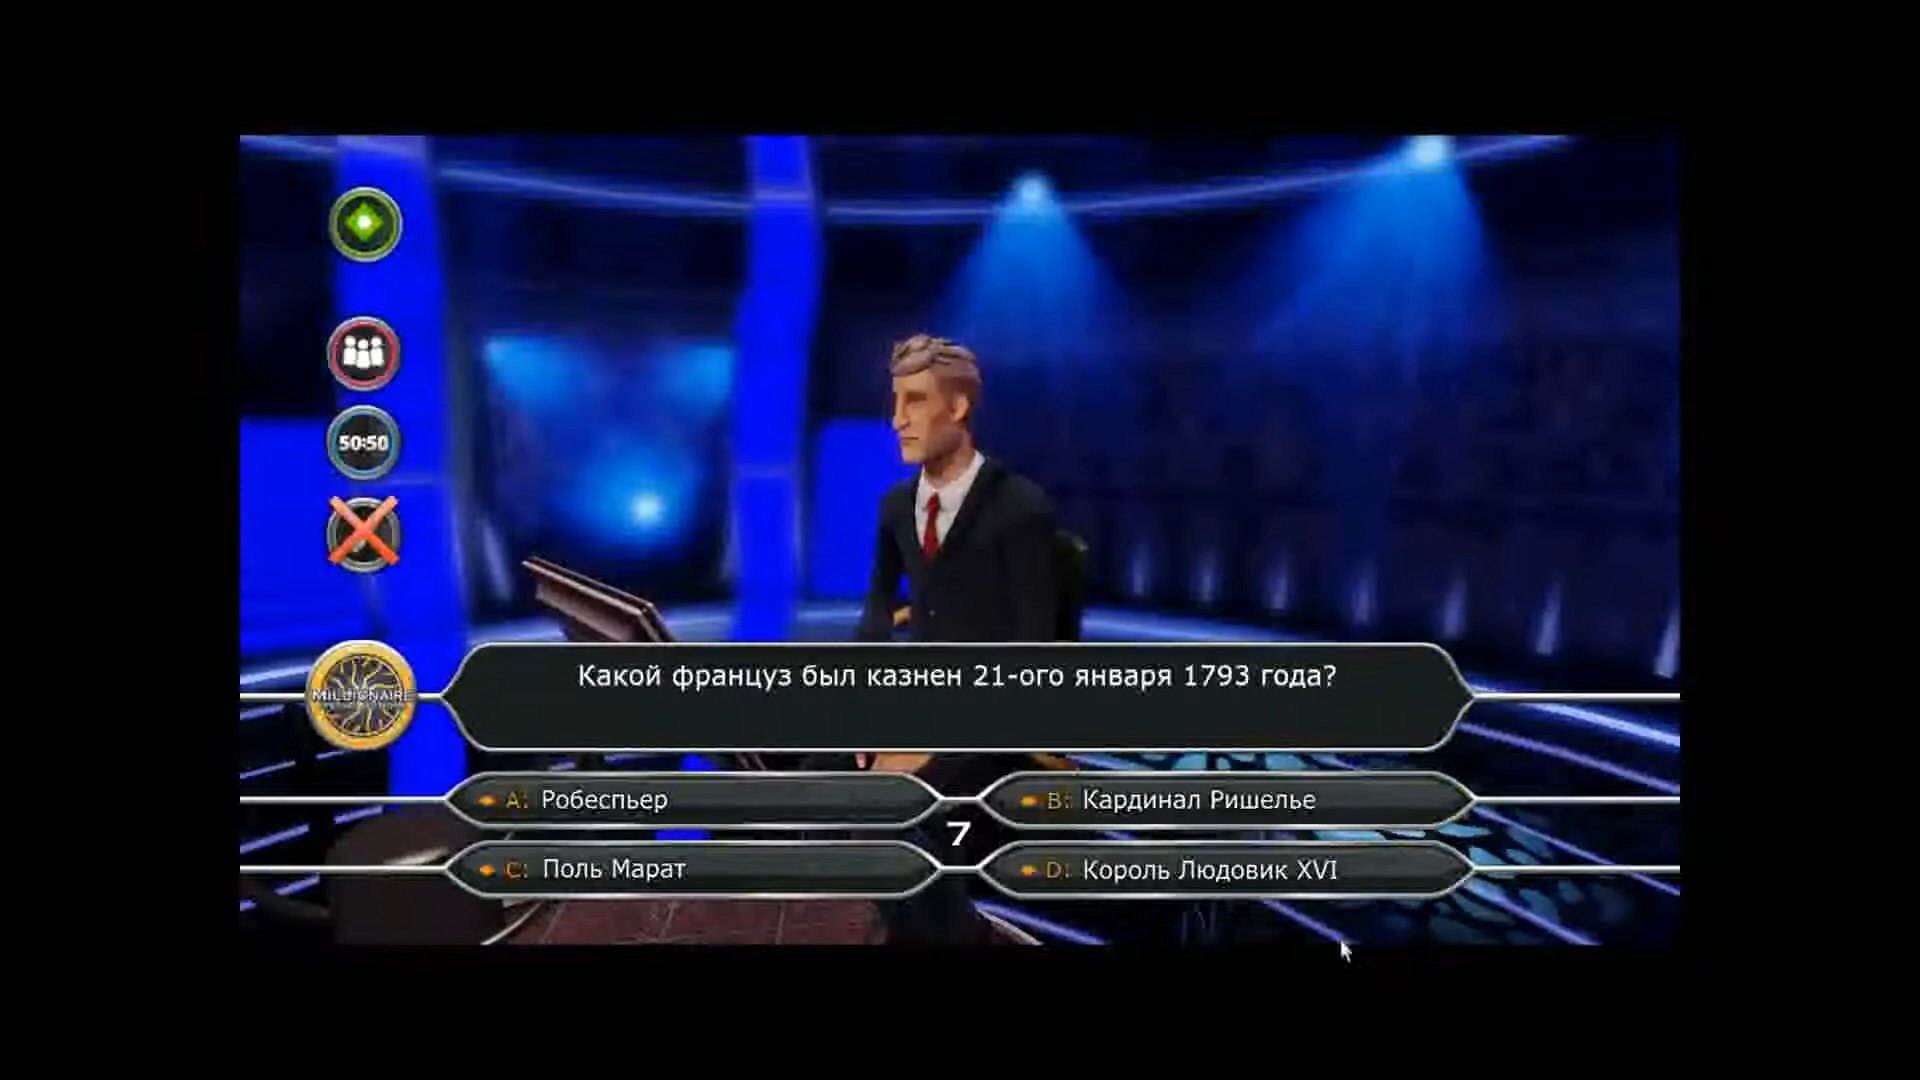 50:50
MILLIONAIRE
Какой француз был казнен 21-ого января 1793 года?
A: Робеспьер
B: Кардинал Ришелье
7
C: Поль Марат
D: Король Людовик XVI